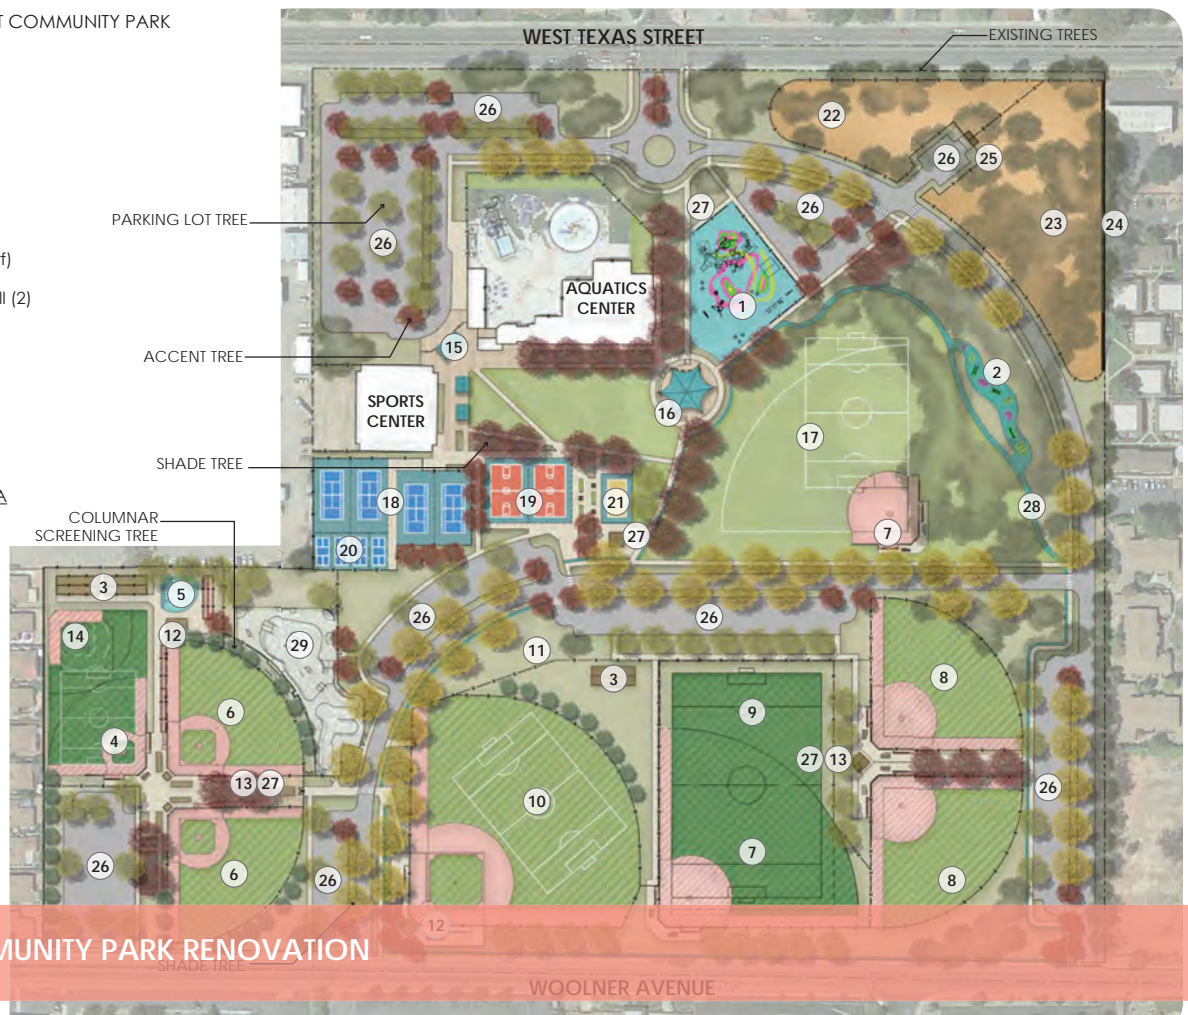 T COMMUNITY PARK
WEST TEXAS STREET
EXISTING TREES
26
22
26
25
PARKING LOT TREE
27
26
23
24
26
f)
ll (2)
AQUATICS
CENTER
1
ACCENT TREE
15
2
SPORTS
CENTER
16
17
SHADE TREE
18
19
21
A
COLUMNAR
SCREENING TREE
28
7
27
20
3
5
26
26
14
12
29
11
3
8
6
9
4
13
27
27
13
26
10
7
26
6
26
8
12
MUNITY PARK RENOVATION
SHADE TREE
WOOLNER AVENUE